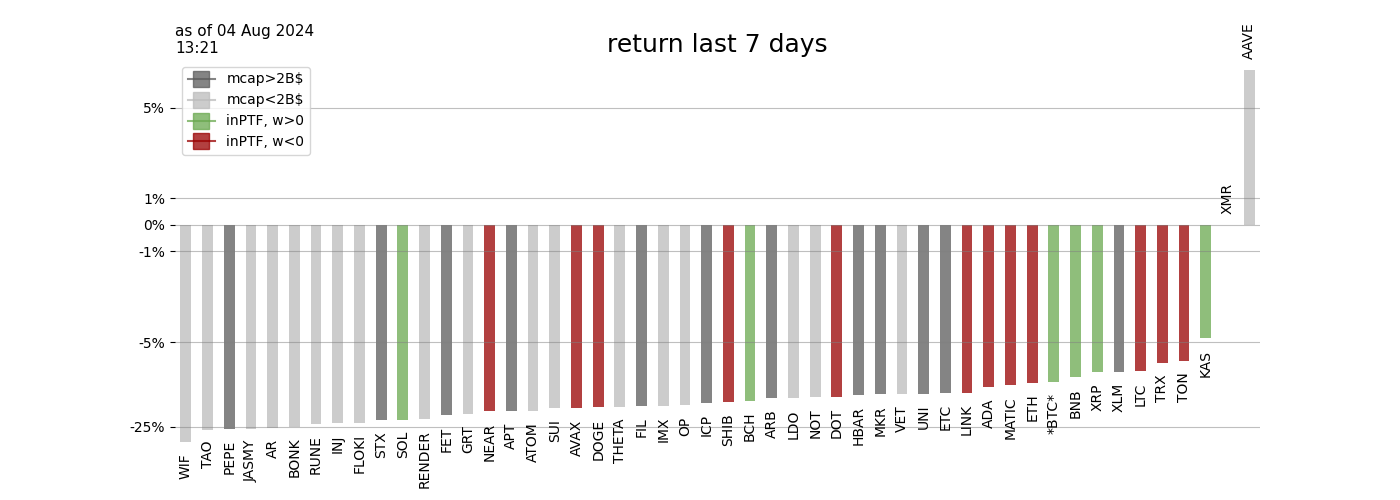 as of 04 Aug 2024
13:21
return last 7 days
mcap>2B$
mcap<2B$
inPTF, w>0
inPTF, w<0
5%
1%
0%
-1%
-5%
-25%
WIF
TAO
PEPE
JASMY
AR
BONK
RUNE
INJ
FLOKI
STX
SOL
RENDER
FET
GRT
NEAR
APT
ATOM
SUI
AVAX
DOGE
THETA
FIL
IMX
OP
ICP
SHIB
BCH
ARB
LDO
NOT
DOT
HBAR
MKR
VET
UNI
ETC
LINK
ADA
MATIC
ETH
*BTC*
BNB
XRP
XLM
LTC
TRX
TON
KAS
XMR
AAVE